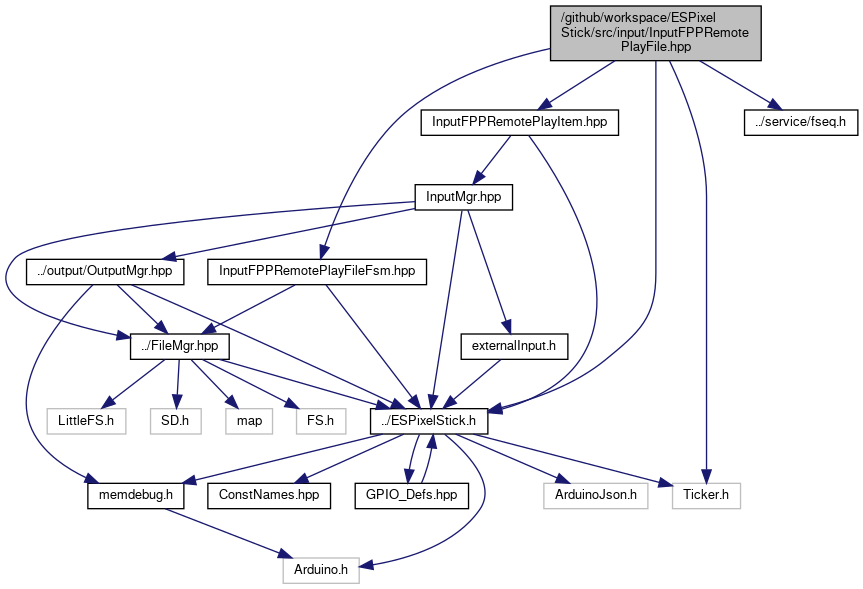 /github/workspace/ESPixel
Stick/src/input/InputFPPRemote
PlayFile.hpp
InputFPPRemotePlayItem.hpp
../service/fseq.h
InputMgr.hpp
../output/OutputMgr.hpp
InputFPPRemotePlayFileFsm.hpp
../FileMgr.hpp
externalInput.h
LittleFS.h
SD.h
map
FS.h
../ESPixelStick.h
memdebug.h
ConstNames.hpp
GPIO_Defs.hpp
ArduinoJson.h
Ticker.h
Arduino.h